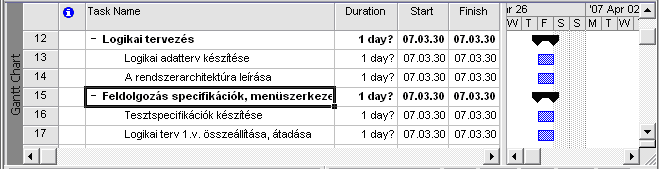 Task Name Duration Start Finish ar 26 '07 Apr 02
W T F S S M T W
12 − Logikai tervezés 1 day? 07.03.30 07.03.30
13 Logikai adatterv készítése 1 day? 07.03.30 07.03.30
14 A rendszerarchitektúra leírása 1 day? 07.03.30 07.03.30
15 − Feldolgozás specifikációk, menüszerkeze 1 day? 07.03.30 07.03.30
16 Tesztspecifikációk készítése 1 day? 07.03.30 07.03.30
17 Logikai terv 1.v. összeállítása, átadása 1 day? 07.03.30 07.03.30
Gantt Chart